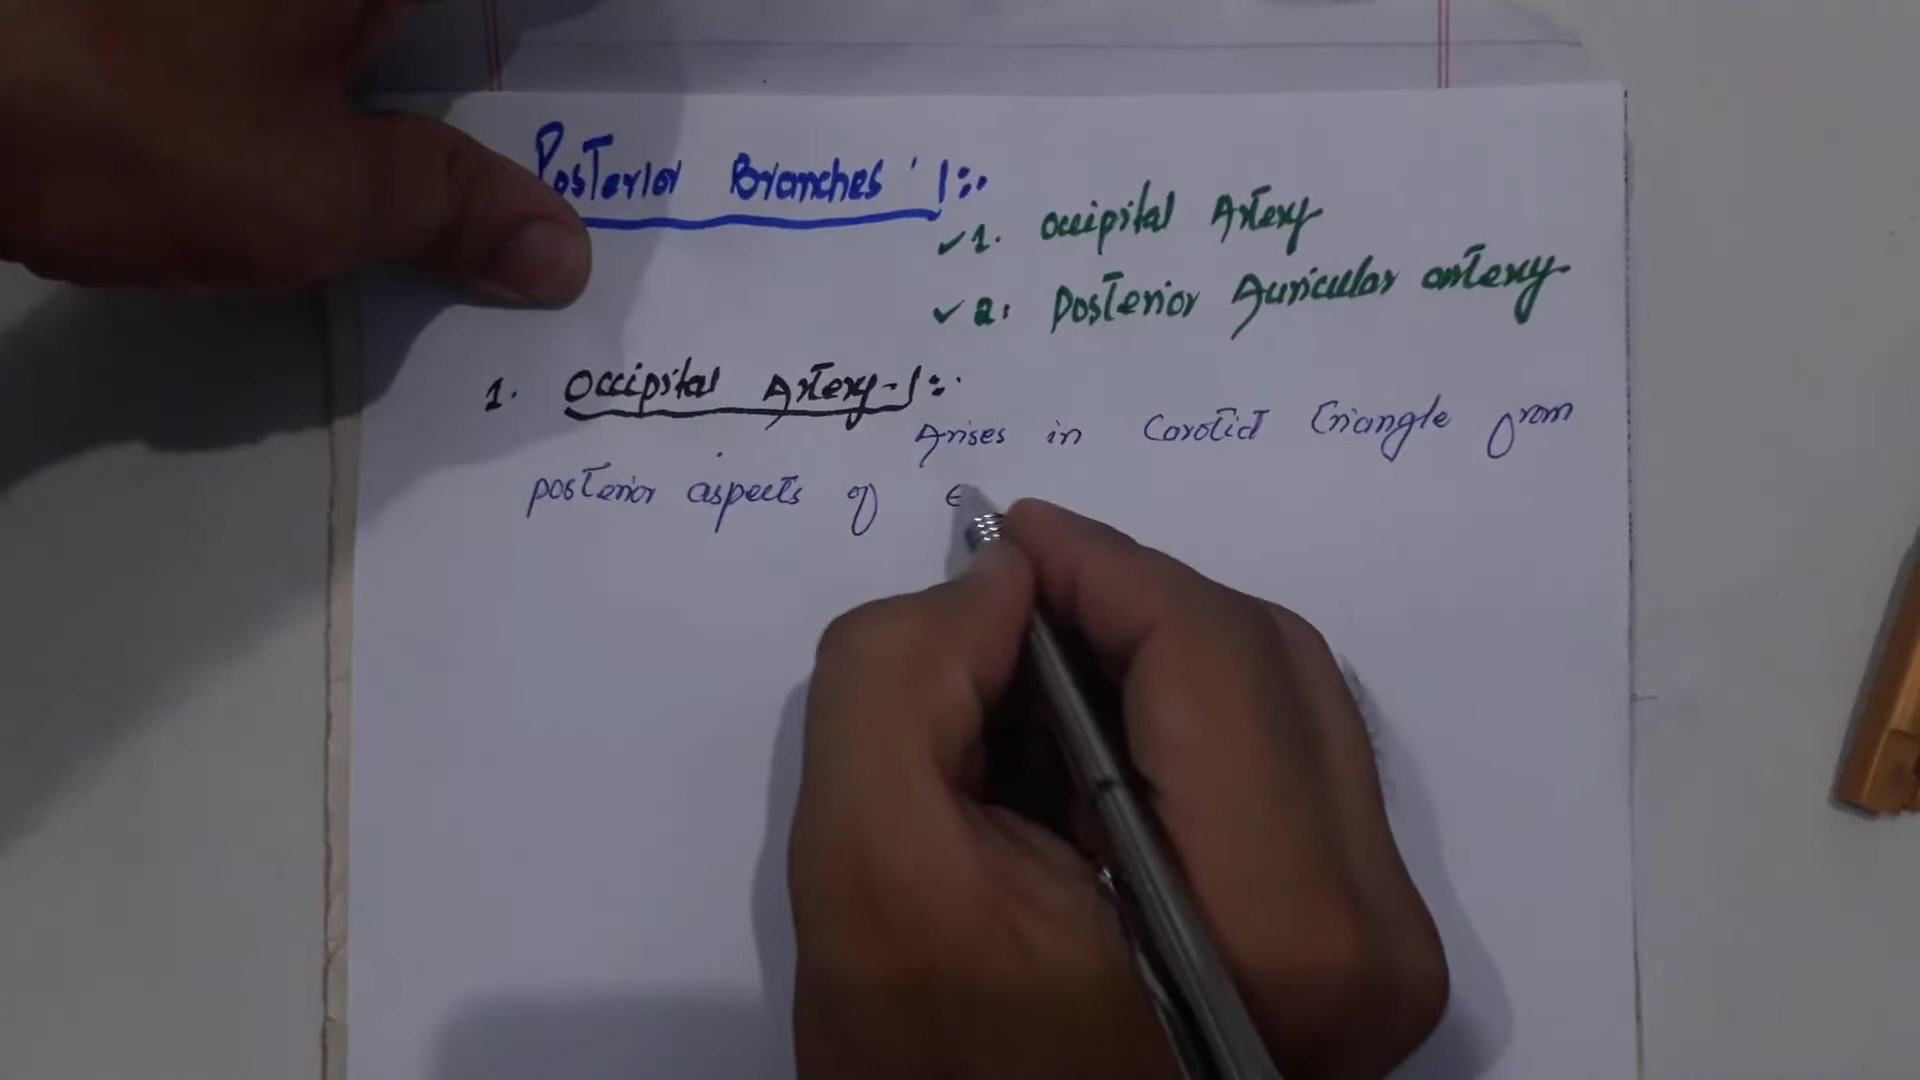 Posterior Branches :-
✓1. Occipital Artery
✓2. Posterior Auricular artery
1. Occipital Artery :-
Arises in Carotid Triangle from
posterior aspects of e